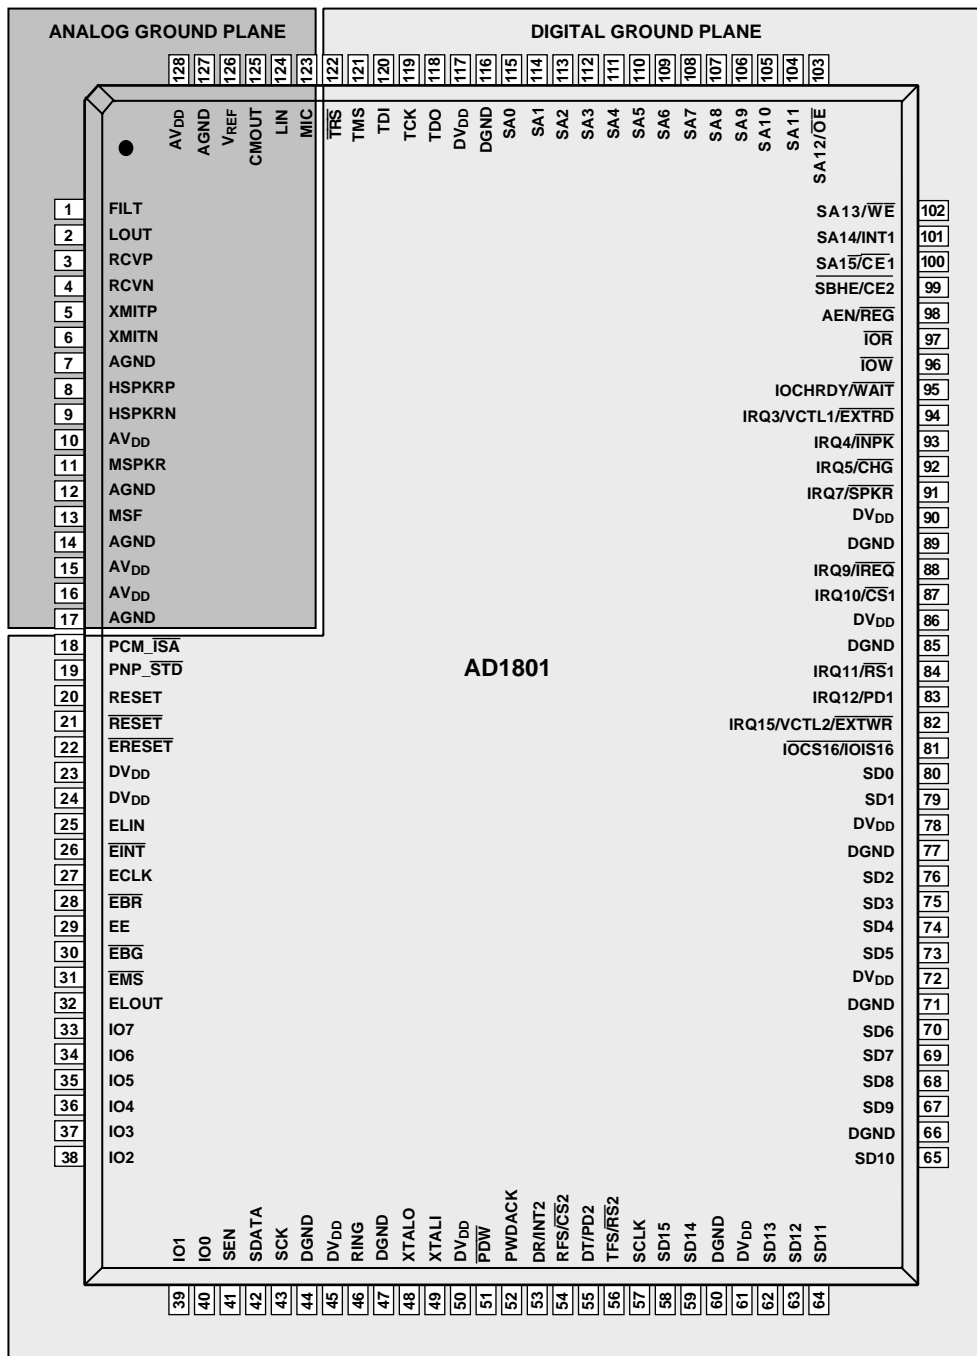 ANALOG GROUND PLANE
DIGITAL GROUND PLANE
128 127 126 125 124 123 122 121 120 119 118 117 116 115 114 113 112 111 110 109 108 107 106 105 104 103
AVDD AGND VREF CMOUT LIN MIC TRS TMS TDI TCK TDO DVDD DGND SA0 SA1 SA2 SA3 SA4 SA5 SA6 SA7 SA8 SA9 SA10 SA11 SA12/OE
1 FILT
2 LOUT
3 RCVP
4 RCVN
5 XMITP
6 XMITN
7 AGND
8 HSPKRP
9 HSPKRN
10 AVDD
11 MSPKR
12 AGND
13 MSF
14 AGND
15 AVDD
16 AVDD
17 AGND
18 PCM_ISA
19 PNP_STD
20 RESET
21 RESET
22 ERESET
23 DVDD
24 DVDD
25 ELIN
26 EINT
27 ECLK
28 EBR
29 EE
30 EBG
31 EMS
32 ELOUT
33 IO7
34 IO6
35 IO5
36 IO4
37 IO3
38 IO2
AD1801
SA13/WE 102
SA14/INT1 101
SA15/CE1 100
SBHE/CE2 99
AEN/REG 98
IOR 97
IOW 96
IOCHRDY/WAIT 95
IRQ3/VCTL1/EXTRD 94
IRQ4/INPK 93
IRQ5/CHG 92
IRQ7/SPKR 91
DVDD 90
DGND 89
IRQ9/IREQ 88
IRQ10/CS1 87
DVDD 86
DGND 85
IRQ11/RS1 84
IRQ12/PD1 83
IRQ15/VCTL2/EXTWR 82
IOCS16/IOIS16 81
SD0 80
SD1 79
DVDD 78
DGND 77
SD2 76
SD3 75
SD4 74
SD5 73
DVDD 72
DGND 71
SD6 70
SD7 69
SD8 68
SD9 67
DGND 66
SD10 65
IO1 IO0 SEN SDATA SCK DGND DVDD RING DGND XTALO XTALI DVDD PDW PWDACK DR/INT2 RFS/CS2 DT/PD2 TFS/RS2 SCLK SD15 SD14 DGND DVDD SD13 SD12 SD11
39 40 41 42 43 44 45 46 47 48 49 50 51 52 53 54 55 56 57 58 59 60 61 62 63 64